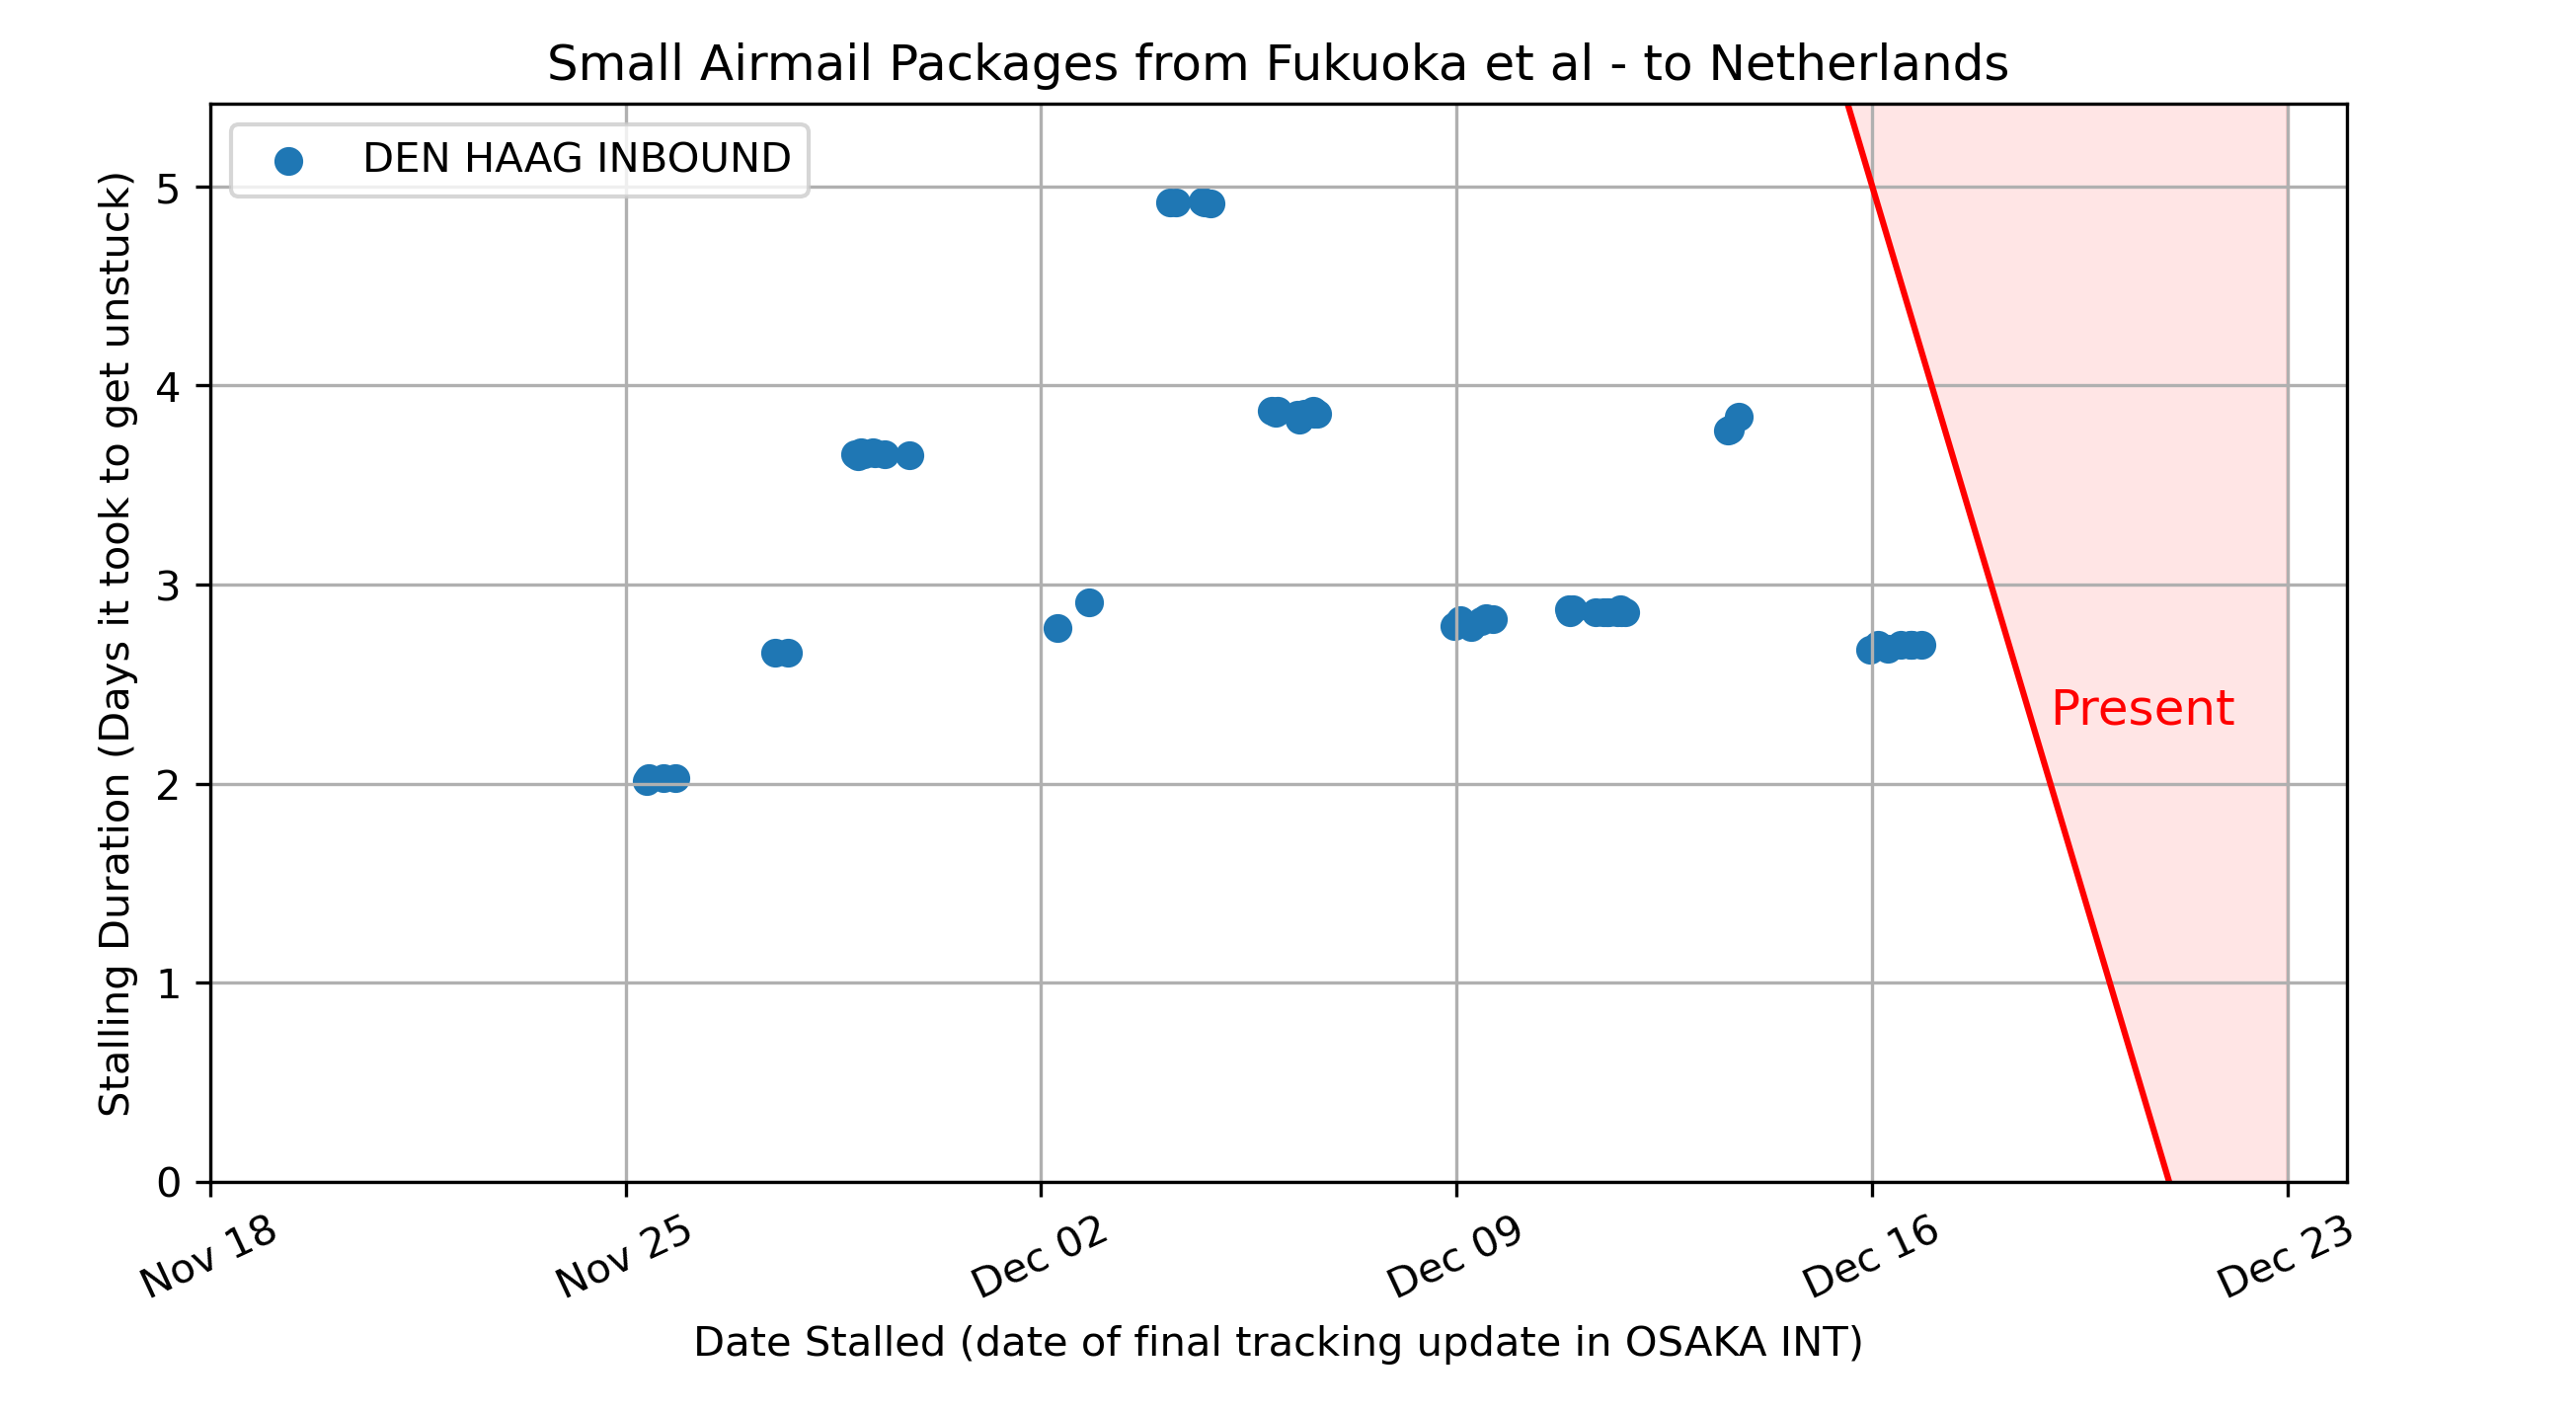 Small Airmail Packages from Fukuoka et al - to Netherlands
DEN HAAG INBOUND
Stalling Duration (Days it took to get unstuck)
5
4
3
2
1
0
Present
Nov 18
Nov 25
Dec 02
Dec 09
Dec 16
Dec 23
Date Stalled (date of final tracking update in OSAKA INT)